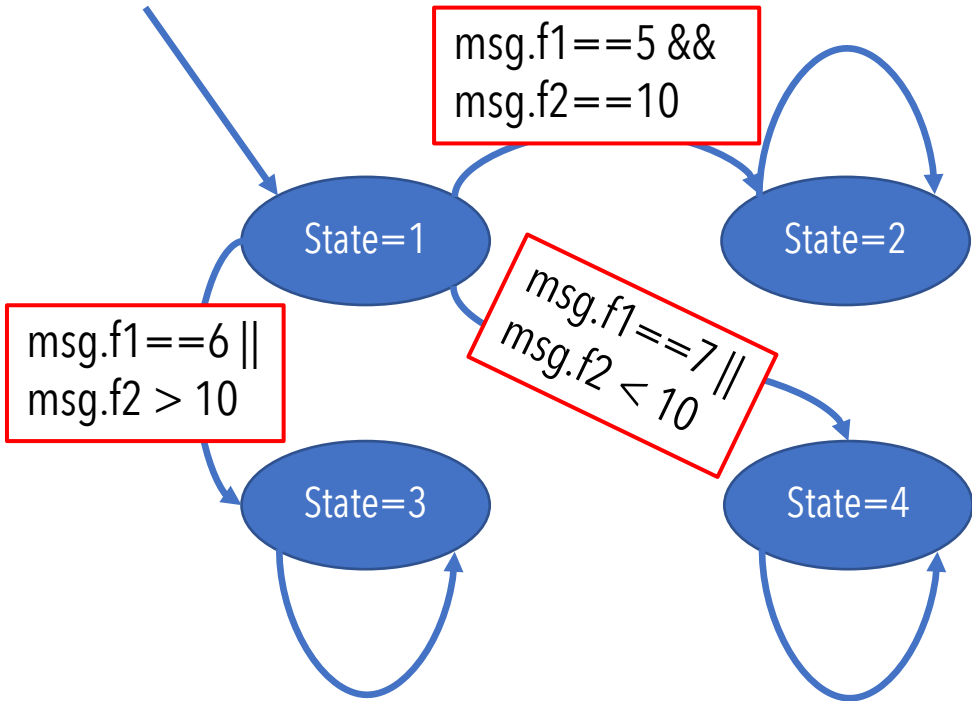 msg.f1==5 &&
msg.f2==10
State=1
State=2
msg.f1==7 ||
msg.f2 < 10
msg.f1==6 ||
msg.f2 > 10
State=3
State=4